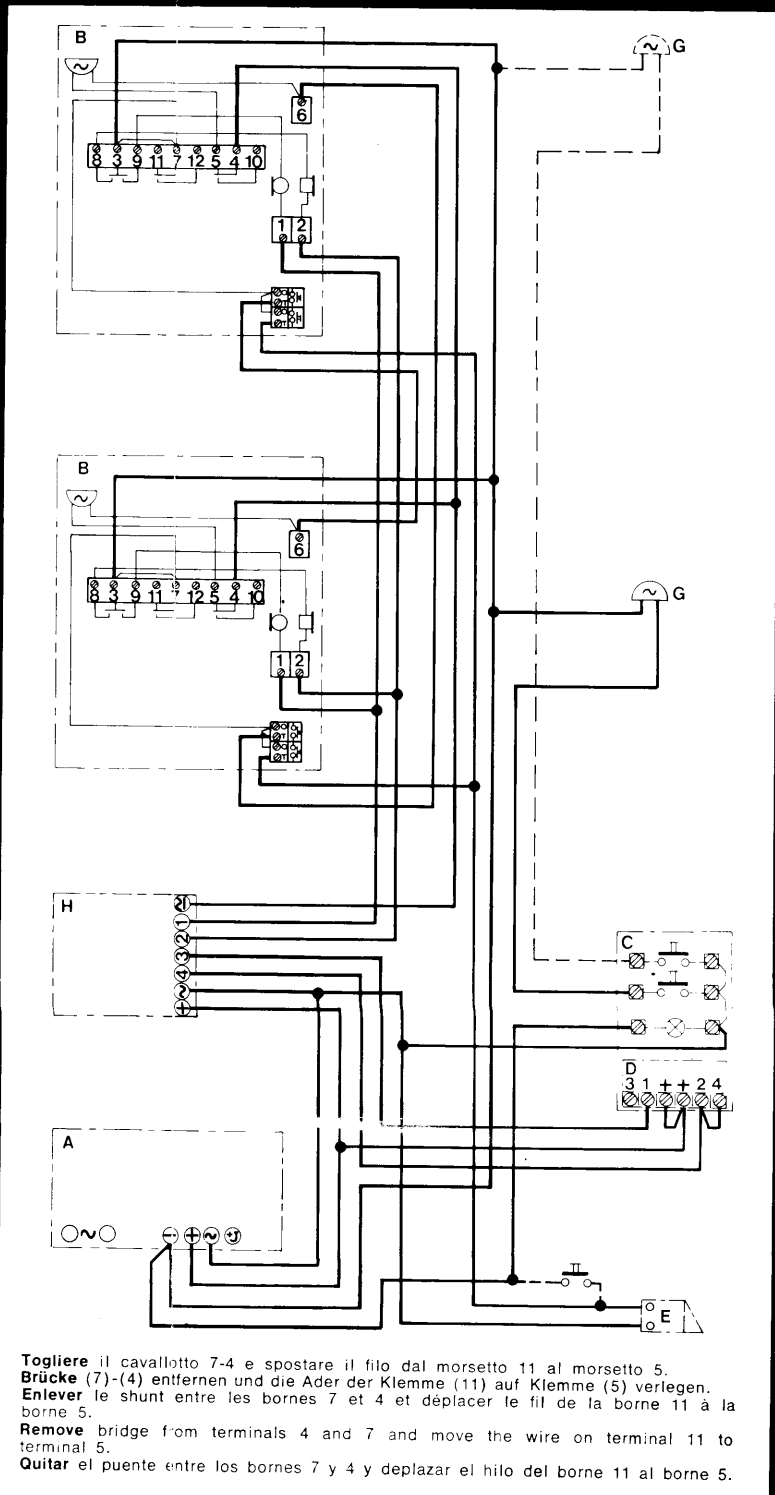 B
G
6
8 3 9 11 7 12 5 4 10
1 2
B
6
G
8 3 9 11 7 12 5 4 10
1 2
H
1
2
3
4
~
+
C
D
3 1 + + 2 4
A
~
- + ~
E
Togliere il cavallotto 7-4 e spostare il filo dal morsetto 11 al morsetto 5.
Brücke (7)-(4) entfernen und die Ader der Klemme (11) auf Klemme (5) verlegen.
Enlever le shunt entre les bornes 7 et 4 et déplacer le fil de la borne 11 à la
borne 5.
Remove bridge from terminals 4 and 7 and move the wire on terminal 11 to
terminal 5.
Quitar el puente entre los bornes 7 y 4 y deplazar el hilo del borne 11 al borne 5.